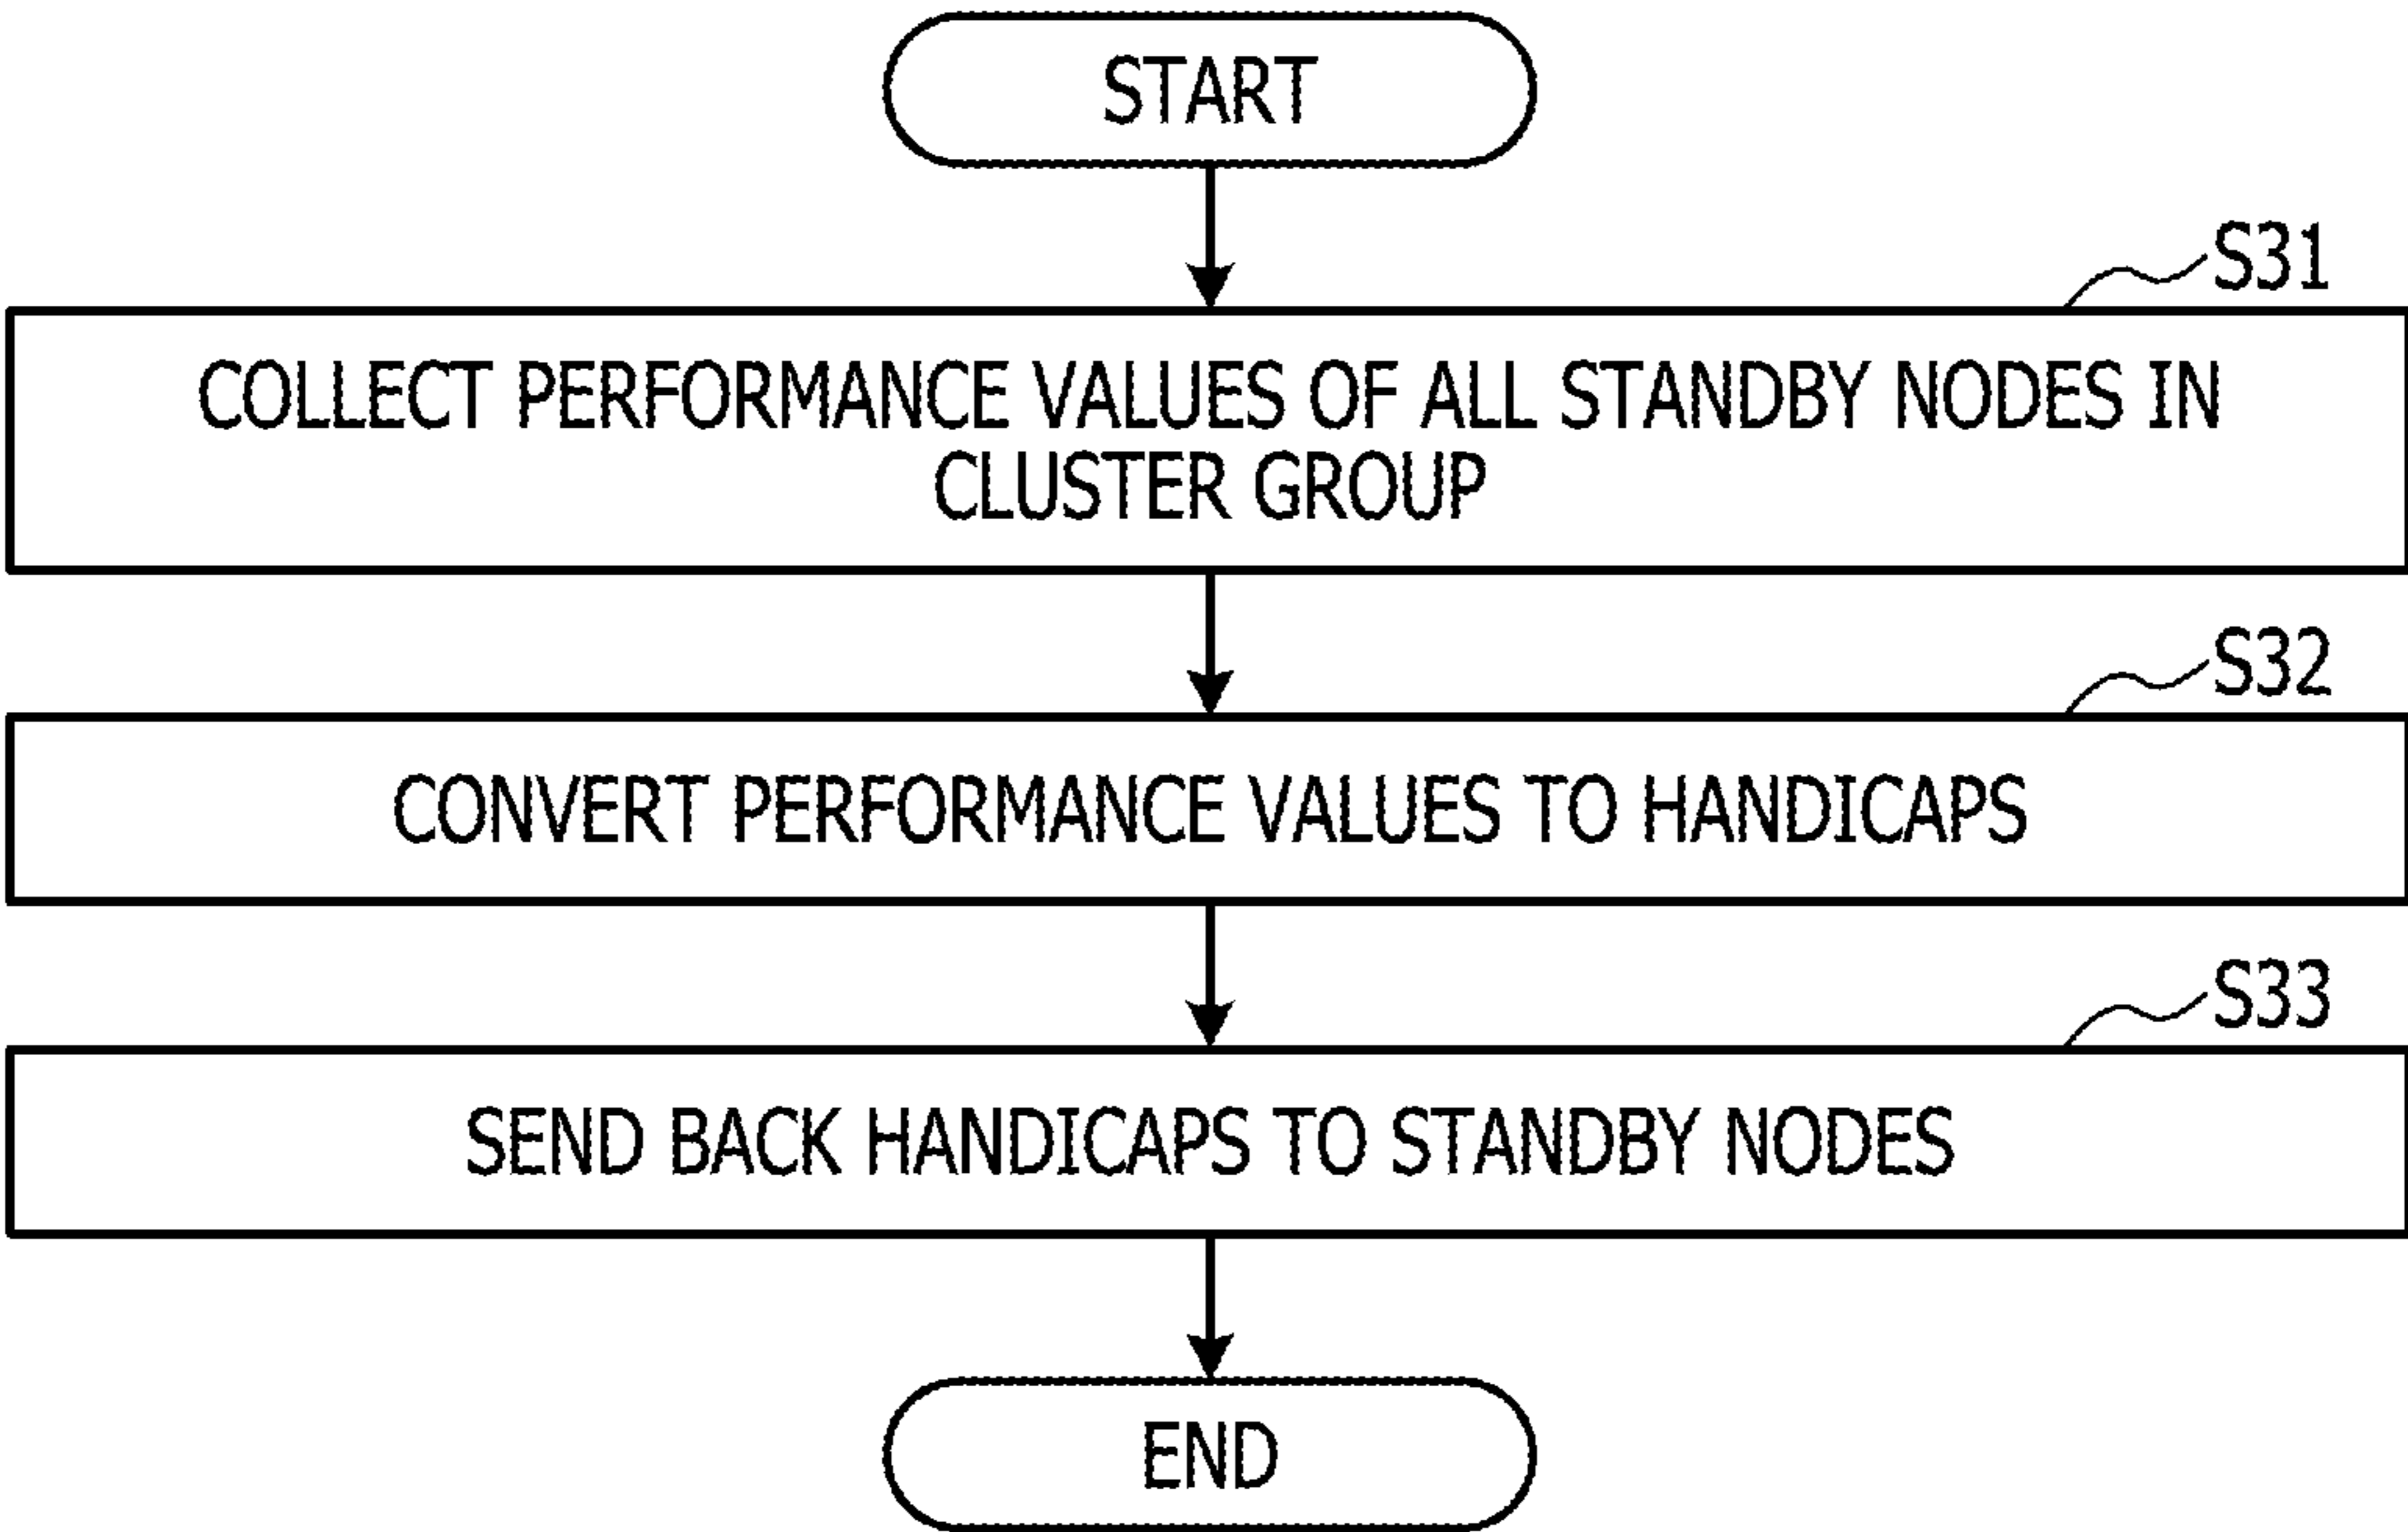 START
S31
COLLECT PERFORMANCE VALUES OF ALL STANDBY NODES IN
CLUSTER GROUP
S32
CONVERT PERFORMANCE VALUES TO HANDICAPS
S33
SEND BACK HANDICAPS TO STANDBY NODES
END